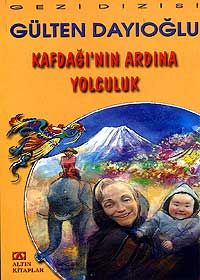 GEZİ DİZİSİ
GÜLTEN DAYIOĞLU
KAFDAĞI'NIN ARDINA
YOLCULUK
ALTIN
KİTAPLAR